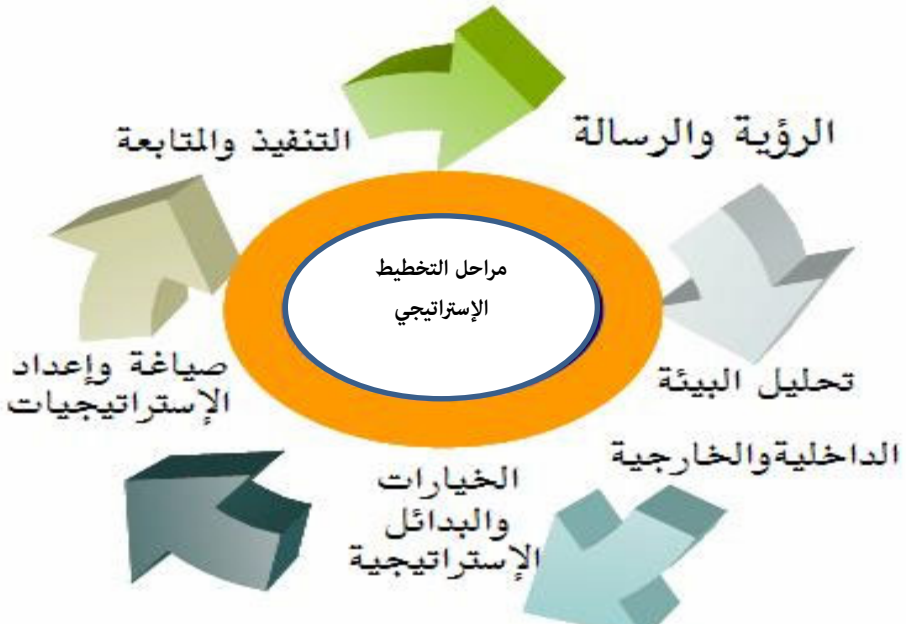 مراحل التخطيط
الإستراتيجي
الرؤية والرسالة
تحليل البيئة
الداخليةوالخارجية
الخيارات
والبدائل
الإستراتيجية
صياغة وإعداد
الإستراتيجيات
التنفيذ والمتابعة